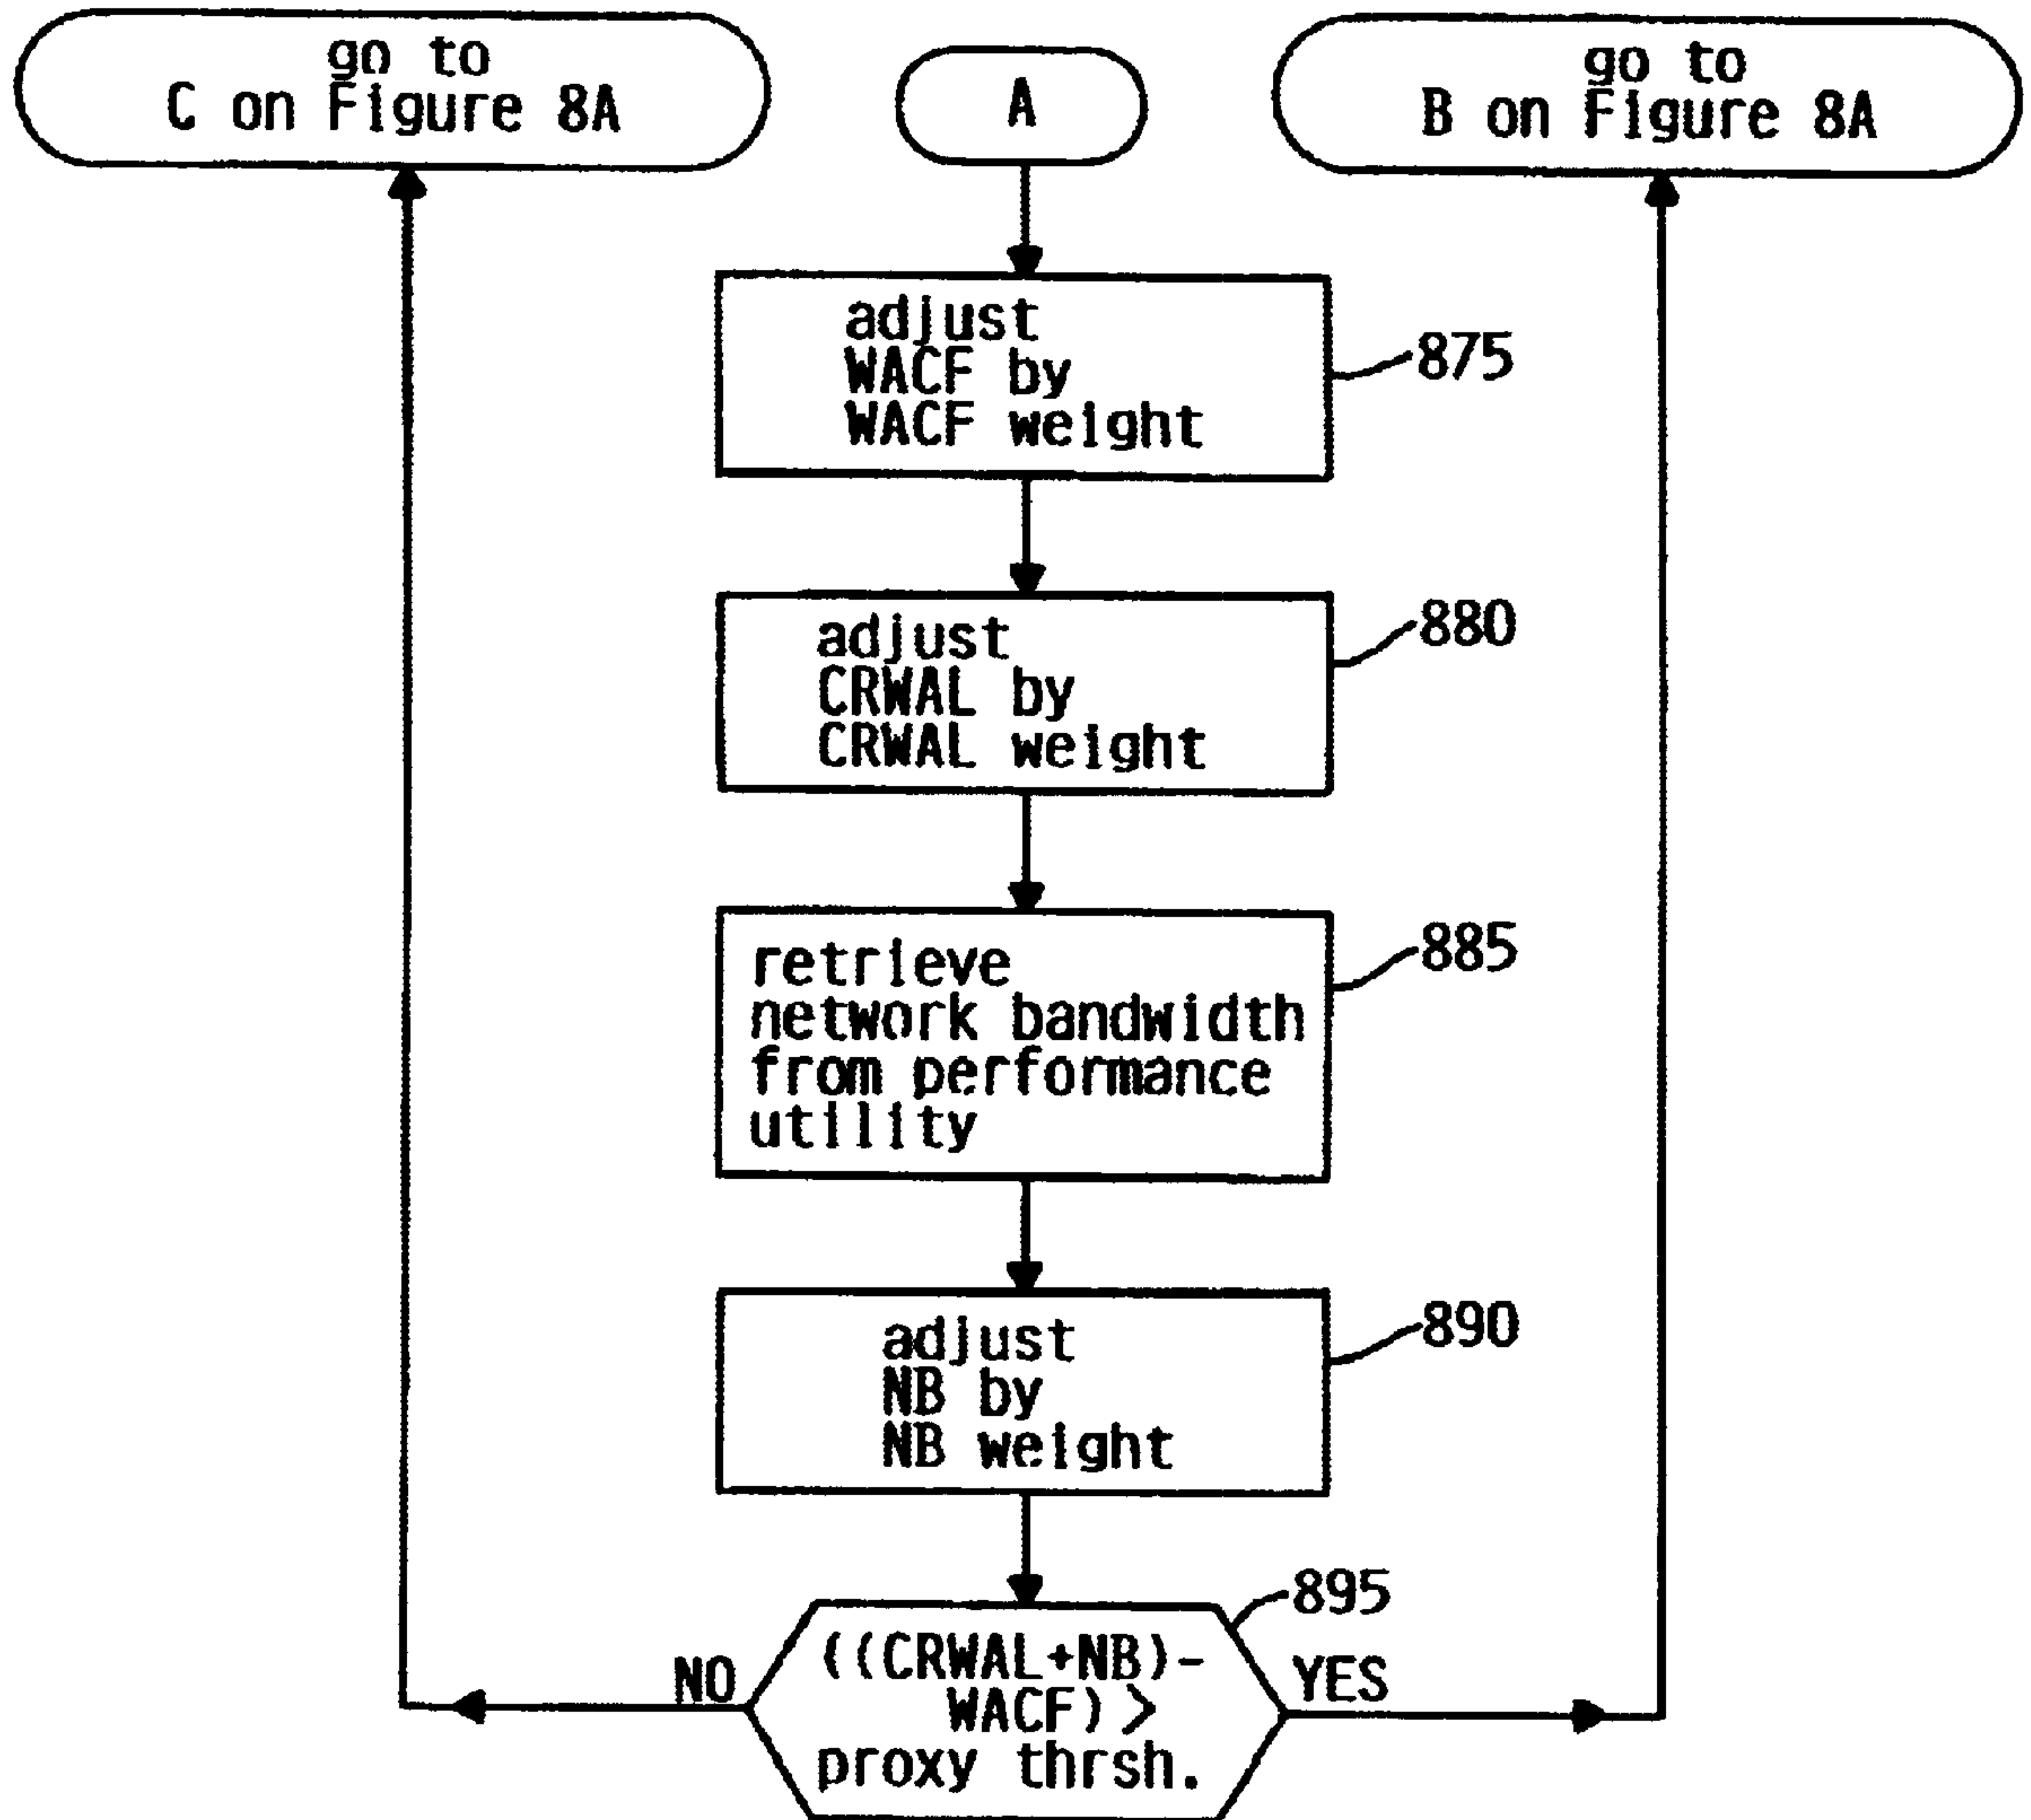 go to
C on Figure 8A
A
go to
B on Figure 8A
adjust
WACF by
WACF weight
875
adjust
CRWAL by
CRWAL weight
880
retrieve
network bandwidth
from performance
utility
885
adjust
NB by
NB weight
890
895
NO
((CRWAL+NB)-
WACF) >
proxy thrsh.
YES